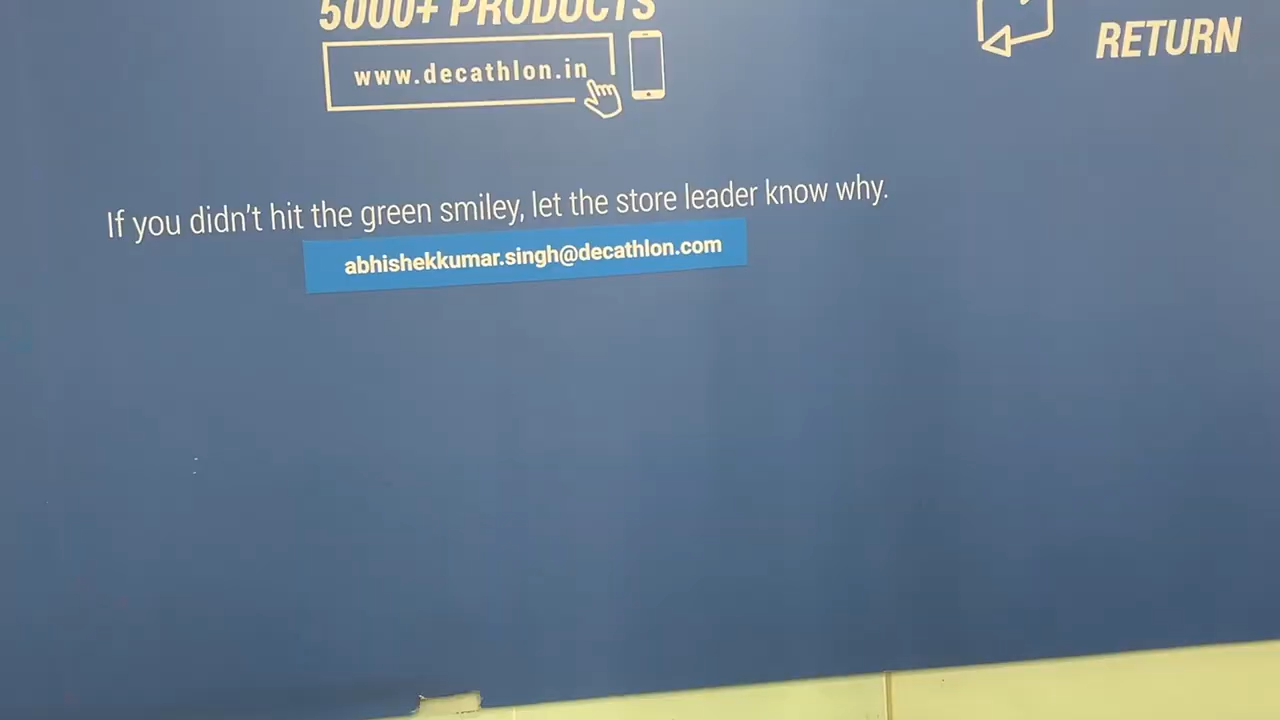 5000+ PRODUCTS
www.decathlon.in
RETURN
If you didn't hit the green smiley, let the store leader know why.
abhishekkumar.singh@decathlon.com